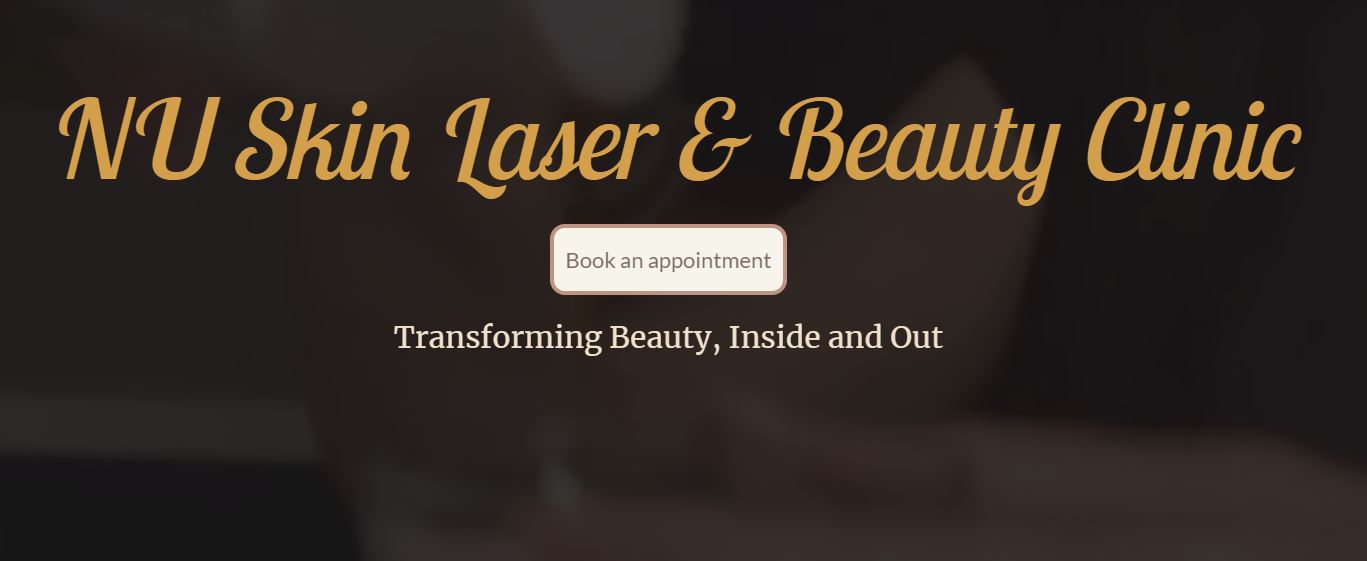 NU Skin Laser & Beauty Clinic
Book an appointment
Transforming Beauty, Inside and Out